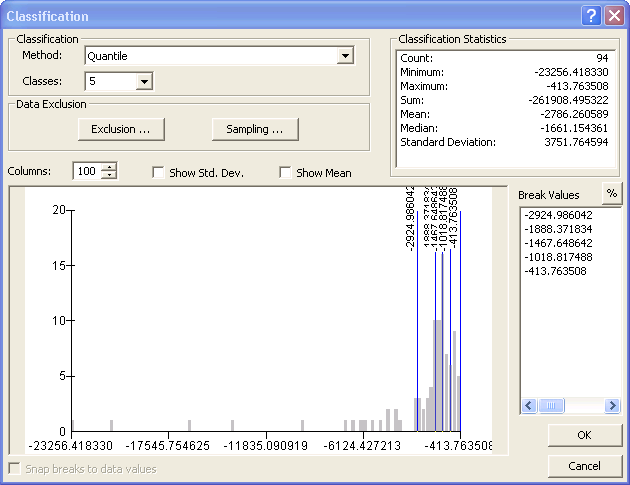 Classification
Classification
Method: Quantile
Classes: 5
Data Exclusion
Exclusion ...
Sampling ...
Classification Statistics
Count: 94
Minimum: -23256.418330
Maximum: -413.763508
Sum: -261908.495322
Mean: -2786.260589
Median: -1661.154361
Standard Deviation: 3751.764594
Columns: 100
Show Std. Dev.
Show Mean
Break Values
%
-2924.986042
-1888.371834
-1467.648642
-1018.817488
-413.763508
-2924.986042
-1888.371834
-1467.648642
-1018.817488
-413.763508
20
15
10
5
0
-23256.418330 -17545.754625 -11835.090919 -6124.427213 -413.763508
Snap breaks to data values
OK
Cancel